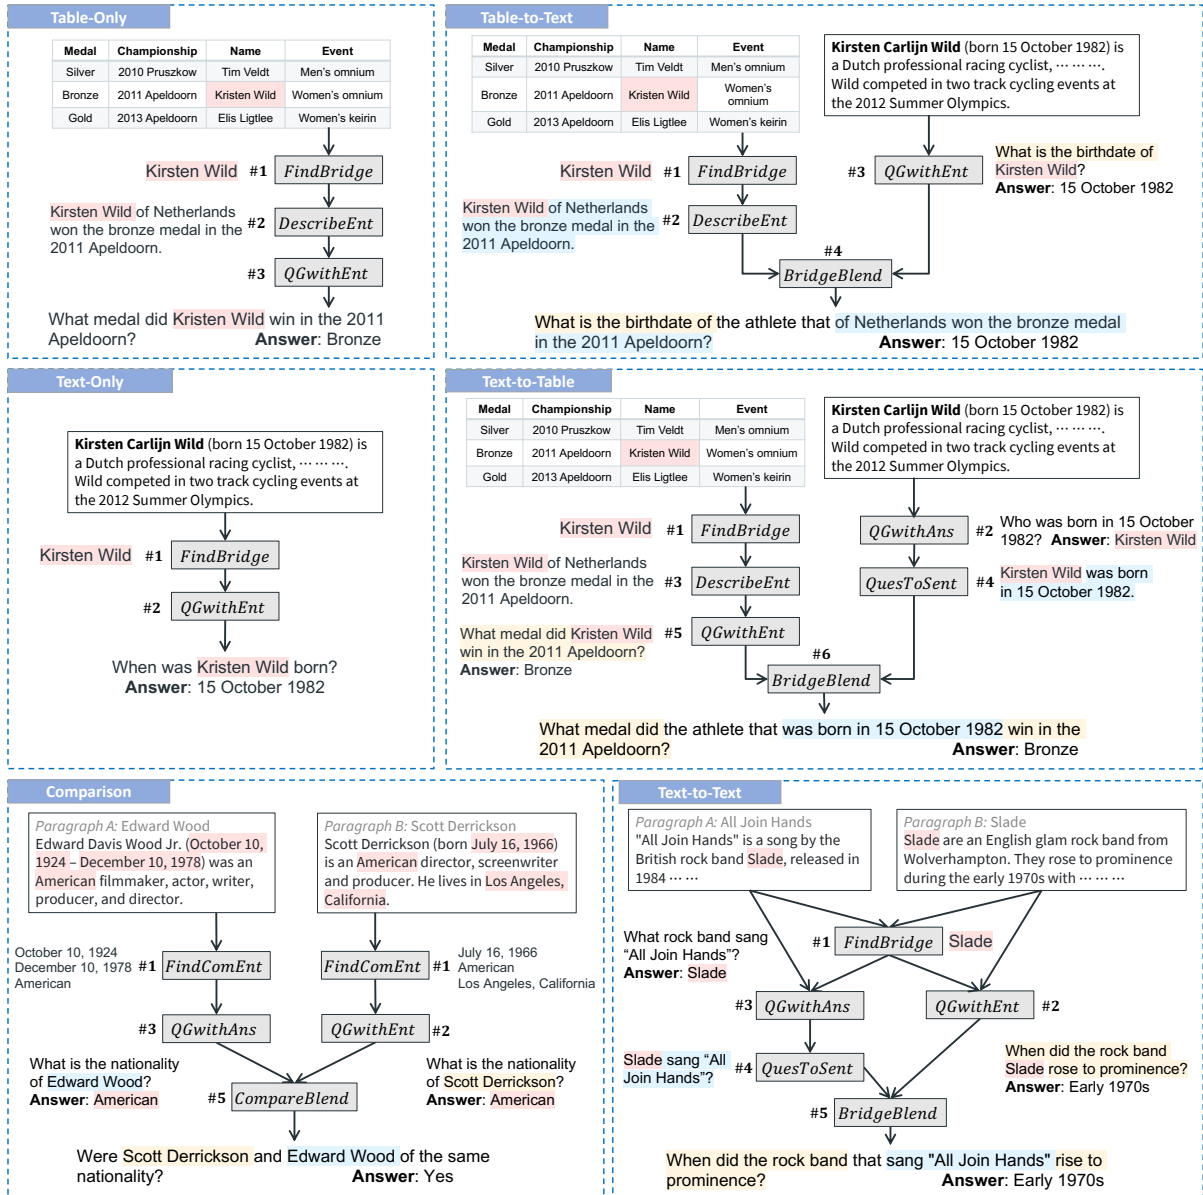 Table-Only
Medal Championship Name Event
Silver 2010 Pruszkow Tim Veldt Men's omnium
Bronze 2011 Apeldoorn Kristen Wild Women's omnium
Gold 2013 Apeldoorn Elis Ligtlee Women's keirin
Kirsten Wild #1 FindBridge
Kirsten Wild of Netherlands
won the bronze medal in the
2011 Apeldoorn.
#2 DescribeEnt
#3 QGwithEnt
What medal did Kristen Wild win in the 2011
Apeldoorn? Answer: Bronze
Table-to-Text
Medal Championship Name Event
Silver 2010 Pruszkow Tim Veldt Men's omnium
Bronze 2011 Apeldoorn Kristen Wild Women's
omnium
Gold 2013 Apeldoorn Elis Ligtlee Women's keirin
Kirsten Carlijn Wild (born 15 October 1982) is
a Dutch professional racing cyclist, ··· ··· ···.
Wild competed in two track cycling events at
the 2012 Summer Olympics.
Kirsten Wild #1 FindBridge
Kirsten Wild of Netherlands
won the bronze medal in the
2011 Apeldoorn.
#2 DescribeEnt
#3 QGwithEnt
What is the birthdate of
Kirsten Wild?
Answer: 15 October 1982
#4
BridgeBlend
What is the birthdate of the athlete that of Netherlands won the bronze medal
in the 2011 Apeldoorn? Answer: 15 October 1982
Text-Only
Kirsten Carlijn Wild (born 15 October 1982) is
a Dutch professional racing cyclist, ··· ··· ···.
Wild competed in two track cycling events at
the 2012 Summer Olympics.
Kirsten Wild #1 FindBridge
#2 QGwithEnt
When was Kristen Wild born?
Answer: 15 October 1982
Text-to-Table
Medal Championship Name Event
Silver 2010 Pruszkow Tim Veldt Men's omnium
Bronze 2011 Apeldoorn Kristen Wild Women's omnium
Gold 2013 Apeldoorn Elis Ligtlee Women's keirin
Kirsten Carlijn Wild (born 15 October 1982) is
a Dutch professional racing cyclist, ··· ··· ···.
Wild competed in two track cycling events at
the 2012 Summer Olympics.
Kirsten Wild #1 FindBridge
Kirsten Wild of Netherlands
won the bronze medal in the
2011 Apeldoorn.
#3 DescribeEnt
What medal did Kristen Wild
win in the 2011 Apeldoorn?
Answer: Bronze
#5 QGwithEnt
QGwithAns #2
Who was born in 15 October
1982? Answer: Kirsten Wild
QuesToSent #4
Kirsten Wild was born
in 15 October 1982.
#6
BridgeBlend
What medal did the athlete that was born in 15 October 1982 win in the
2011 Apeldoorn? Answer: Bronze
Comparison
Paragraph A: Edward Wood
Edward Davis Wood Jr. (October 10,
1924 – December 10, 1978) was an
American filmmaker, actor, writer,
producer, and director.
Paragraph B: Scott Derrickson
Scott Derrickson (born July 16, 1966)
is an American director, screenwriter
and producer. He lives in Los Angeles,
California.
October 10, 1924
December 10, 1978
American
#1 FindComEnt
FindComEnt #1
July 16, 1966
American
Los Angeles, California
#3 QGwithAns
QGwithEnt #2
What is the nationality
of Edward Wood?
Answer: American
What is the nationality
of Scott Derrickson?
Answer: American
#5 CompareBlend
Were Scott Derrickson and Edward Wood of the same
nationality? Answer: Yes
Text-to-Text
Paragraph A: All Join Hands
"All Join Hands" is a song by the
British rock band Slade, released in
1984 ··· ···
Paragraph B: Slade
Slade are an English glam rock band from
Wolverhampton. They rose to prominence
during the early 1970s with ··· ··· ···
What rock band sang
“All Join Hands”?
Answer: Slade
#1 FindBridge Slade
#3 QGwithAns
QGwithEnt #2
Slade sang “All
Join Hands”?
#4 QuesToSent
When did the rock band
Slade rose to prominence?
Answer: Early 1970s
#5 BridgeBlend
When did the rock band that sang "All Join Hands" rise to
prominence? Answer: Early 1970s